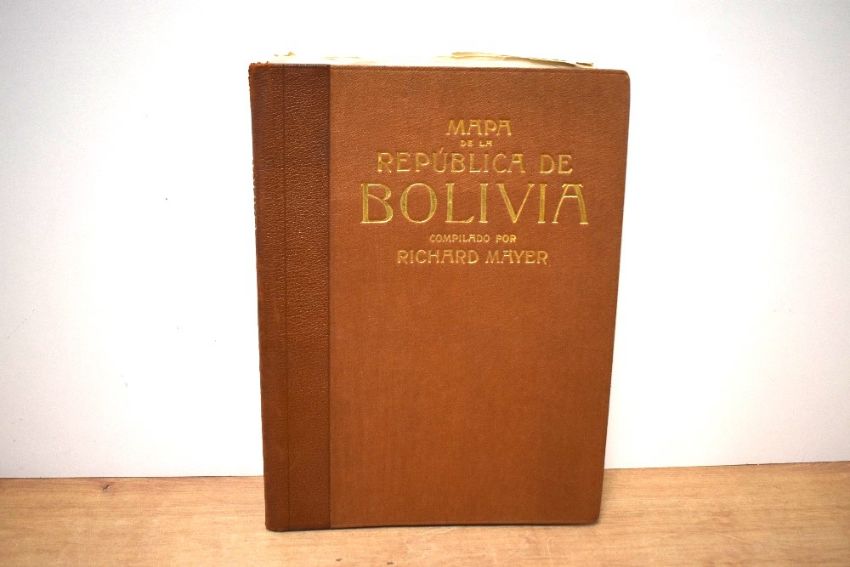 MAPA
DE LA
REPÚBLICA DE
BOLIVIA
COMPILADO POR
RICHARD MAYER